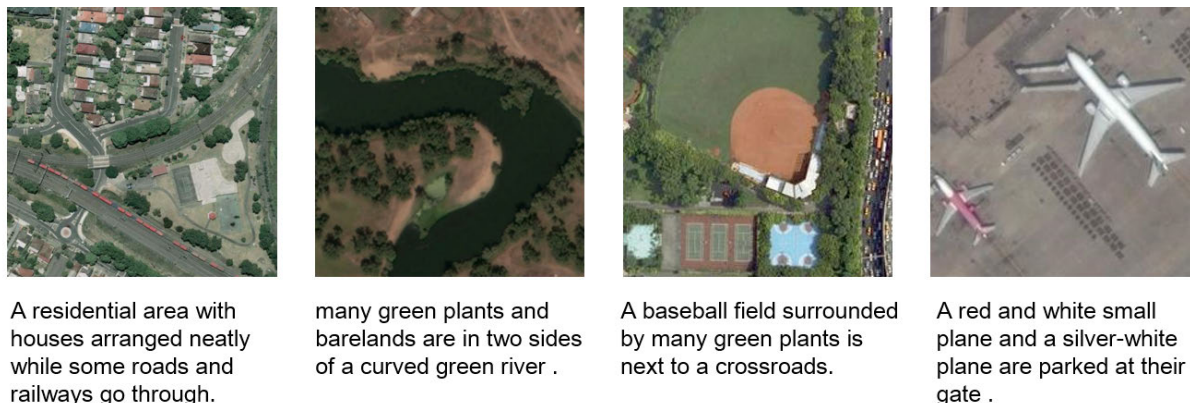 A residential area with
houses arranged neatly
while some roads and
railways go through.
many green plants and
barelands are in two sides
of a curved green river .
A baseball field surrounded
by many green plants is
next to a crossroads.
A red and white small
plane and a silver-white
plane are parked at their
gate .